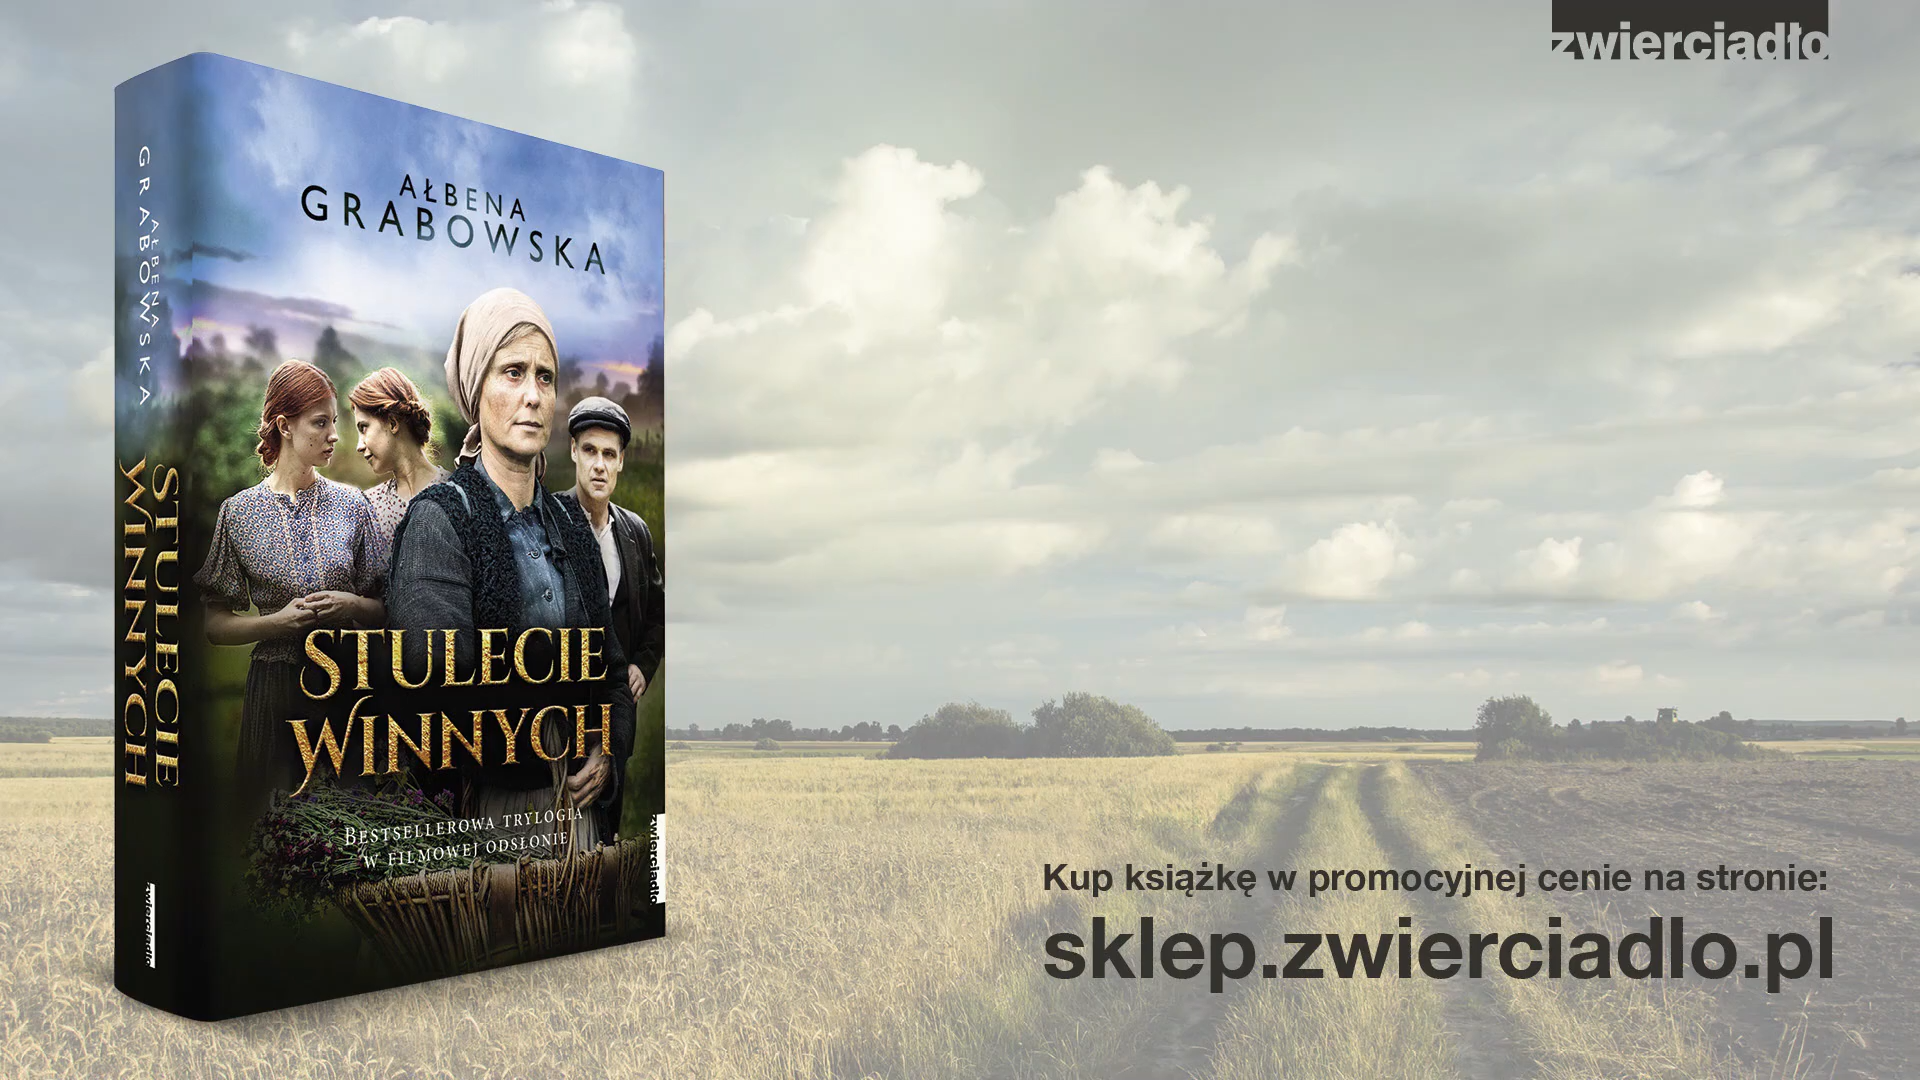 zwierciadło
AŁBENA
GRABOWSKA
STULECIE
WINNYCH
BESTSELLEROWA TRYLOGIA
W FILMOWEJ ODSŁONIE
zwierciadło
AŁBENA
GRABOWSKA
STULECIE
WINNYCH
zwierciadło
Kup książkę w promocyjnej cenie na stronie:
sklep.zwierciadlo.pl